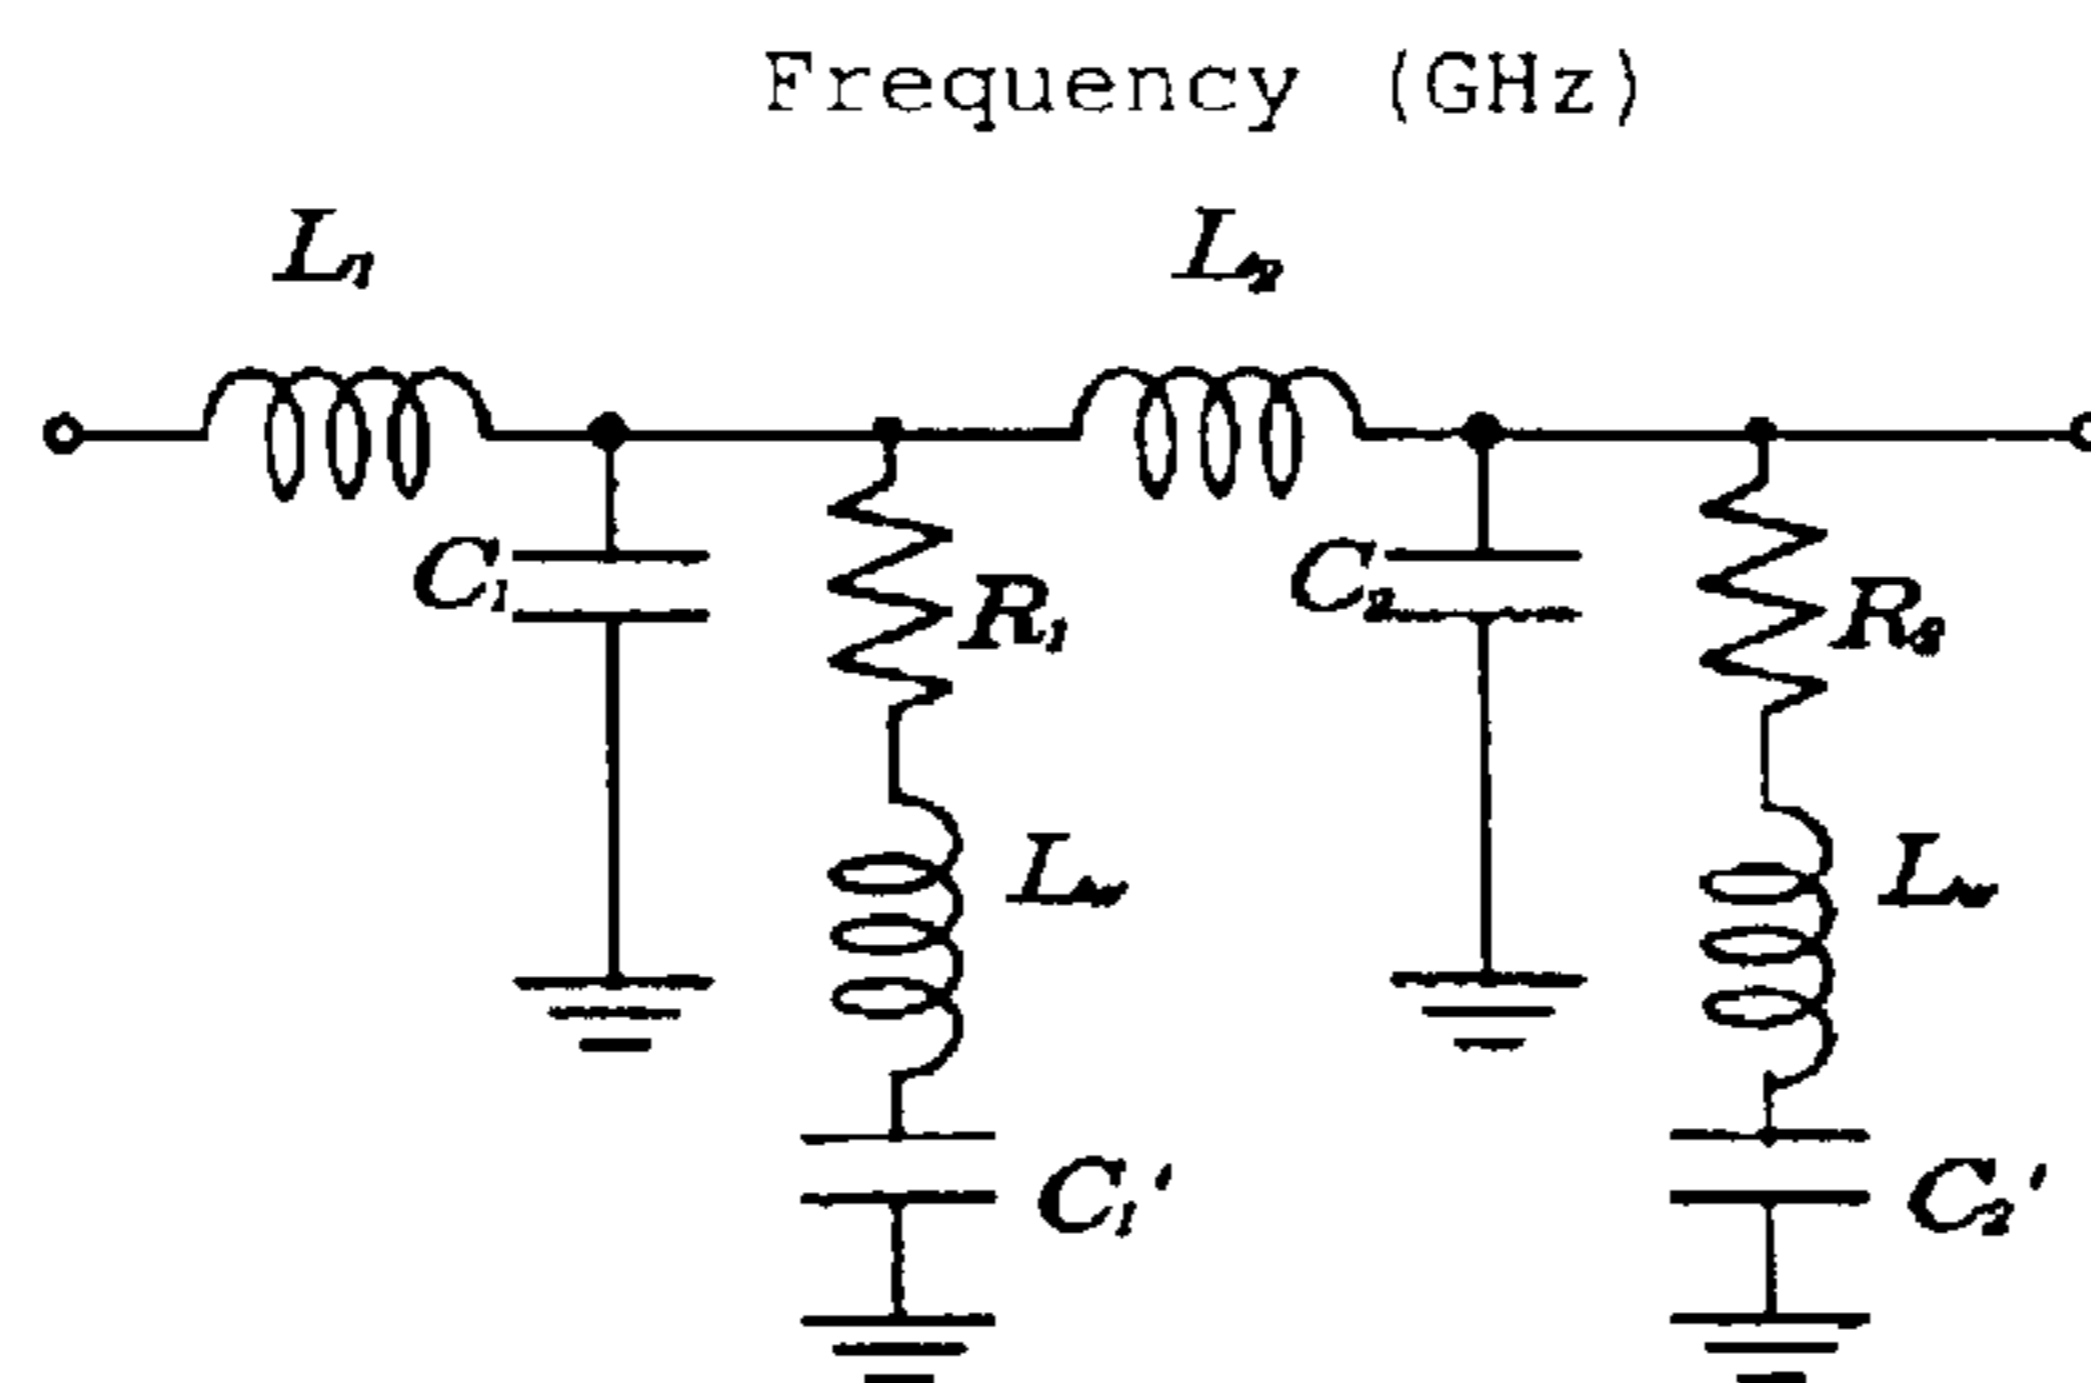 Frequency (GHz)
L₁ L₂
C₁ R₁ C₂ R₂
Lw Lw
C₁' C₂'